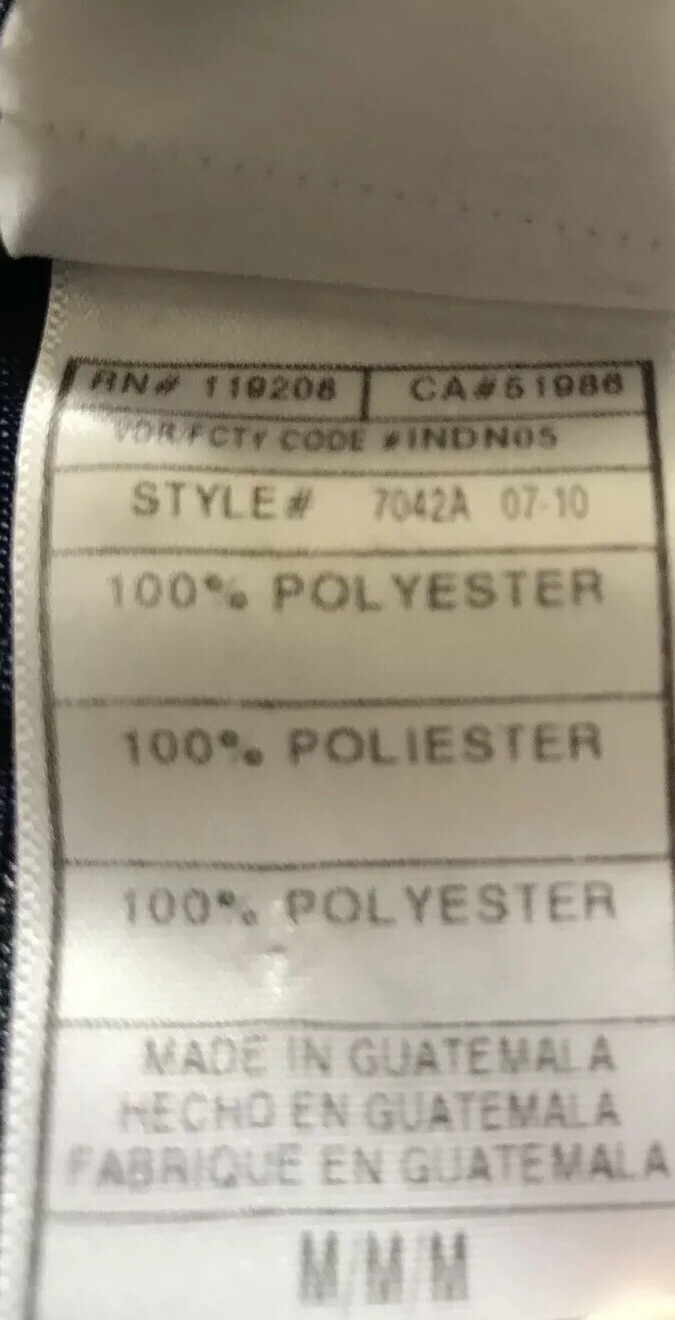 RN# 119208 CA#51986
VDR/FCTY CODE #INDN05
STYLE# 7042A 07-10
100% POLYESTER
100% POLIESTER
100% POLYESTER
MADE IN GUATEMALA
HECHO EN GUATEMALA
FABRIQUE EN GUATEMALA
M/M/M